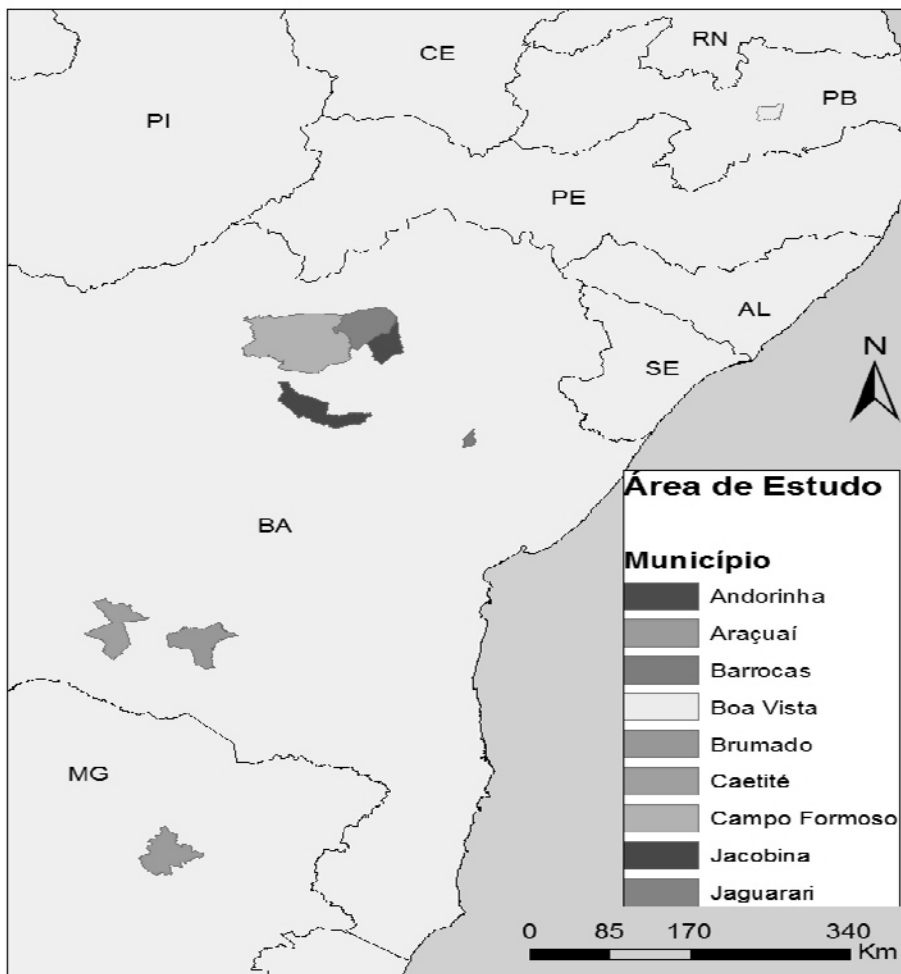 CE
RN
PI
PB
PE
AL
SE
N
BA
MG
Área de Estudo
Município
Andorinha
Araçuaí
Barrocas
Boa Vista
Brumado
Caetité
Campo Formoso
Jacobina
Jaguarari
0 85 170 340
Km